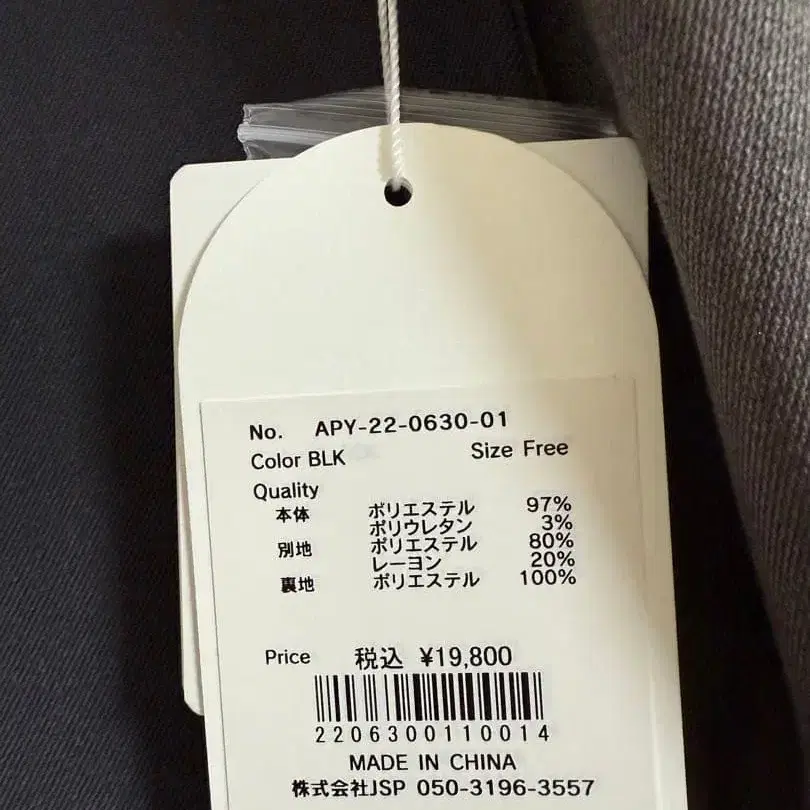 No. APY-22-0630-01
Color BLK Size Free
Quality
本体 ポリエステル 97%
ポリウレタン 3%
別地 ポリエステル 80%
レーヨン 20%
裏地 ポリエステル 100%
Price 税込 ¥19,800
2206300110014
MADE IN CHINA
株式会社JSP 050-3196-3557